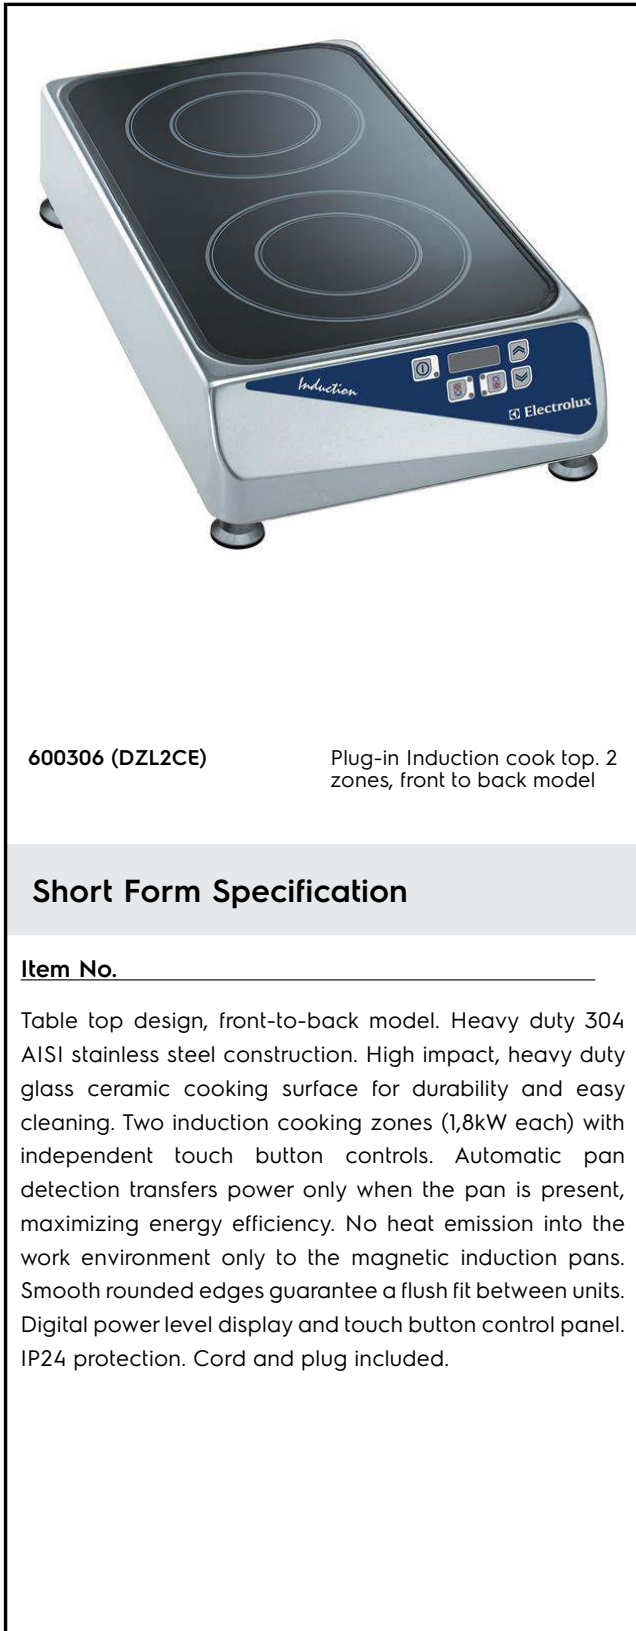 Induction
Electrolux
600306 (DZL2CE)
Plug-in Induction cook top. 2
zones, front to back model
Short Form Specification
Item No.
Table top design, front-to-back model. Heavy duty 304
AISI stainless steel construction. High impact, heavy duty
glass ceramic cooking surface for durability and easy
cleaning. Two induction cooking zones (1,8kW each) with
independent touch button controls. Automatic pan
detection transfers power only when the pan is present,
maximizing energy efficiency. No heat emission into the
work environment only to the magnetic induction pans.
Smooth rounded edges guarantee a flush fit between units.
Digital power level display and touch button control panel.
IP24 protection. Cord and plug included.